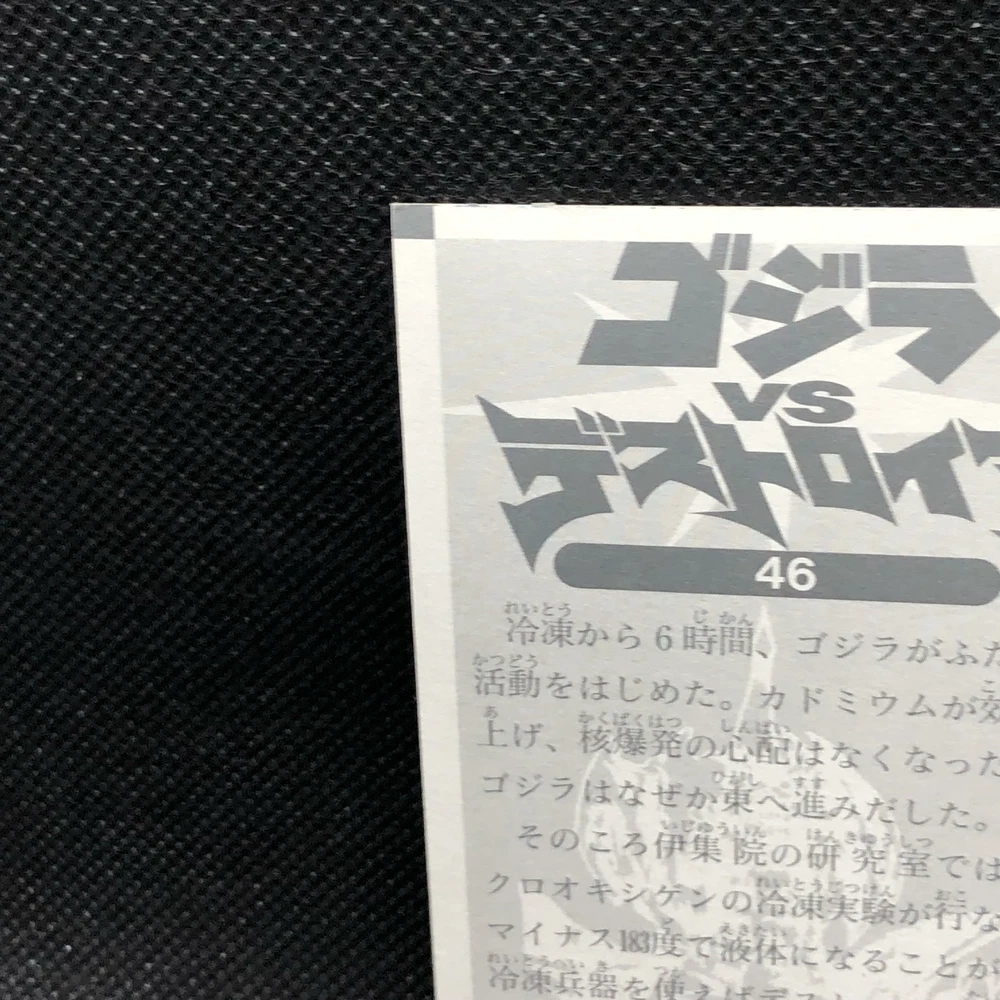 ゴジラ
VS
デストロイア
46
冷凍から6時間、ゴジラがふた
活動をはじめた。カドミウムが効
上げ、核爆発の心配はなくなった
ゴジラはなぜか東へ進みだした。
そのころ伊集院の研究室では
クロオキシゲンの冷凍実験が行な
マイナス183度で液体になることが
冷凍兵器を使えばデス